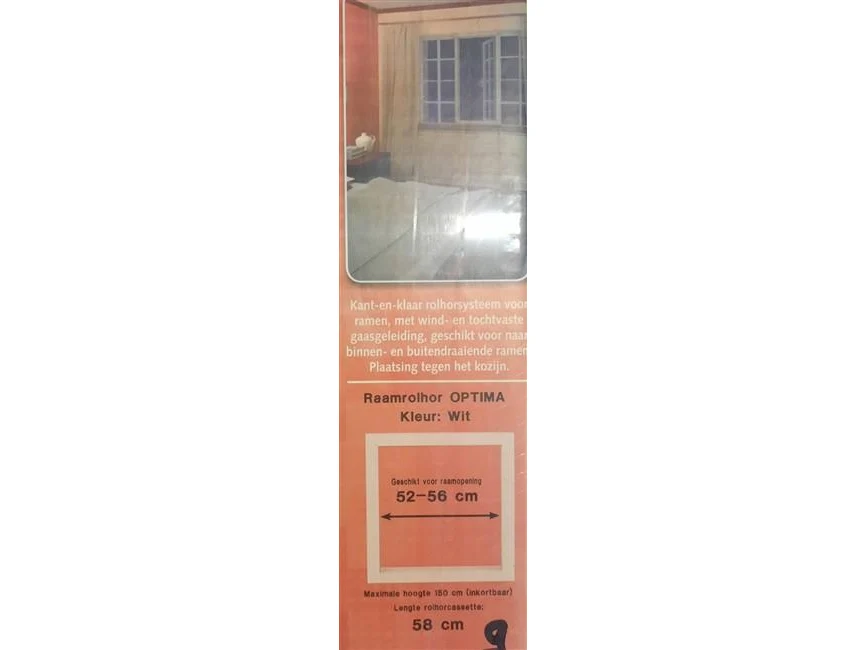 Kant-en-klaar rolhorsysteem voor
ramen, met wind- en tochtvaste
gaasgeleiding, geschikt voor naar
binnen- en buitendraaiende ramen.
Plaatsing tegen het kozijn.
Raamrolhor OPTIMA
Kleur: Wit
Geschikt voor raamopening
52-56 cm
Maximale hoogte 150 cm (inkortbaar)
Lengte rolhorcassette:
58 cm